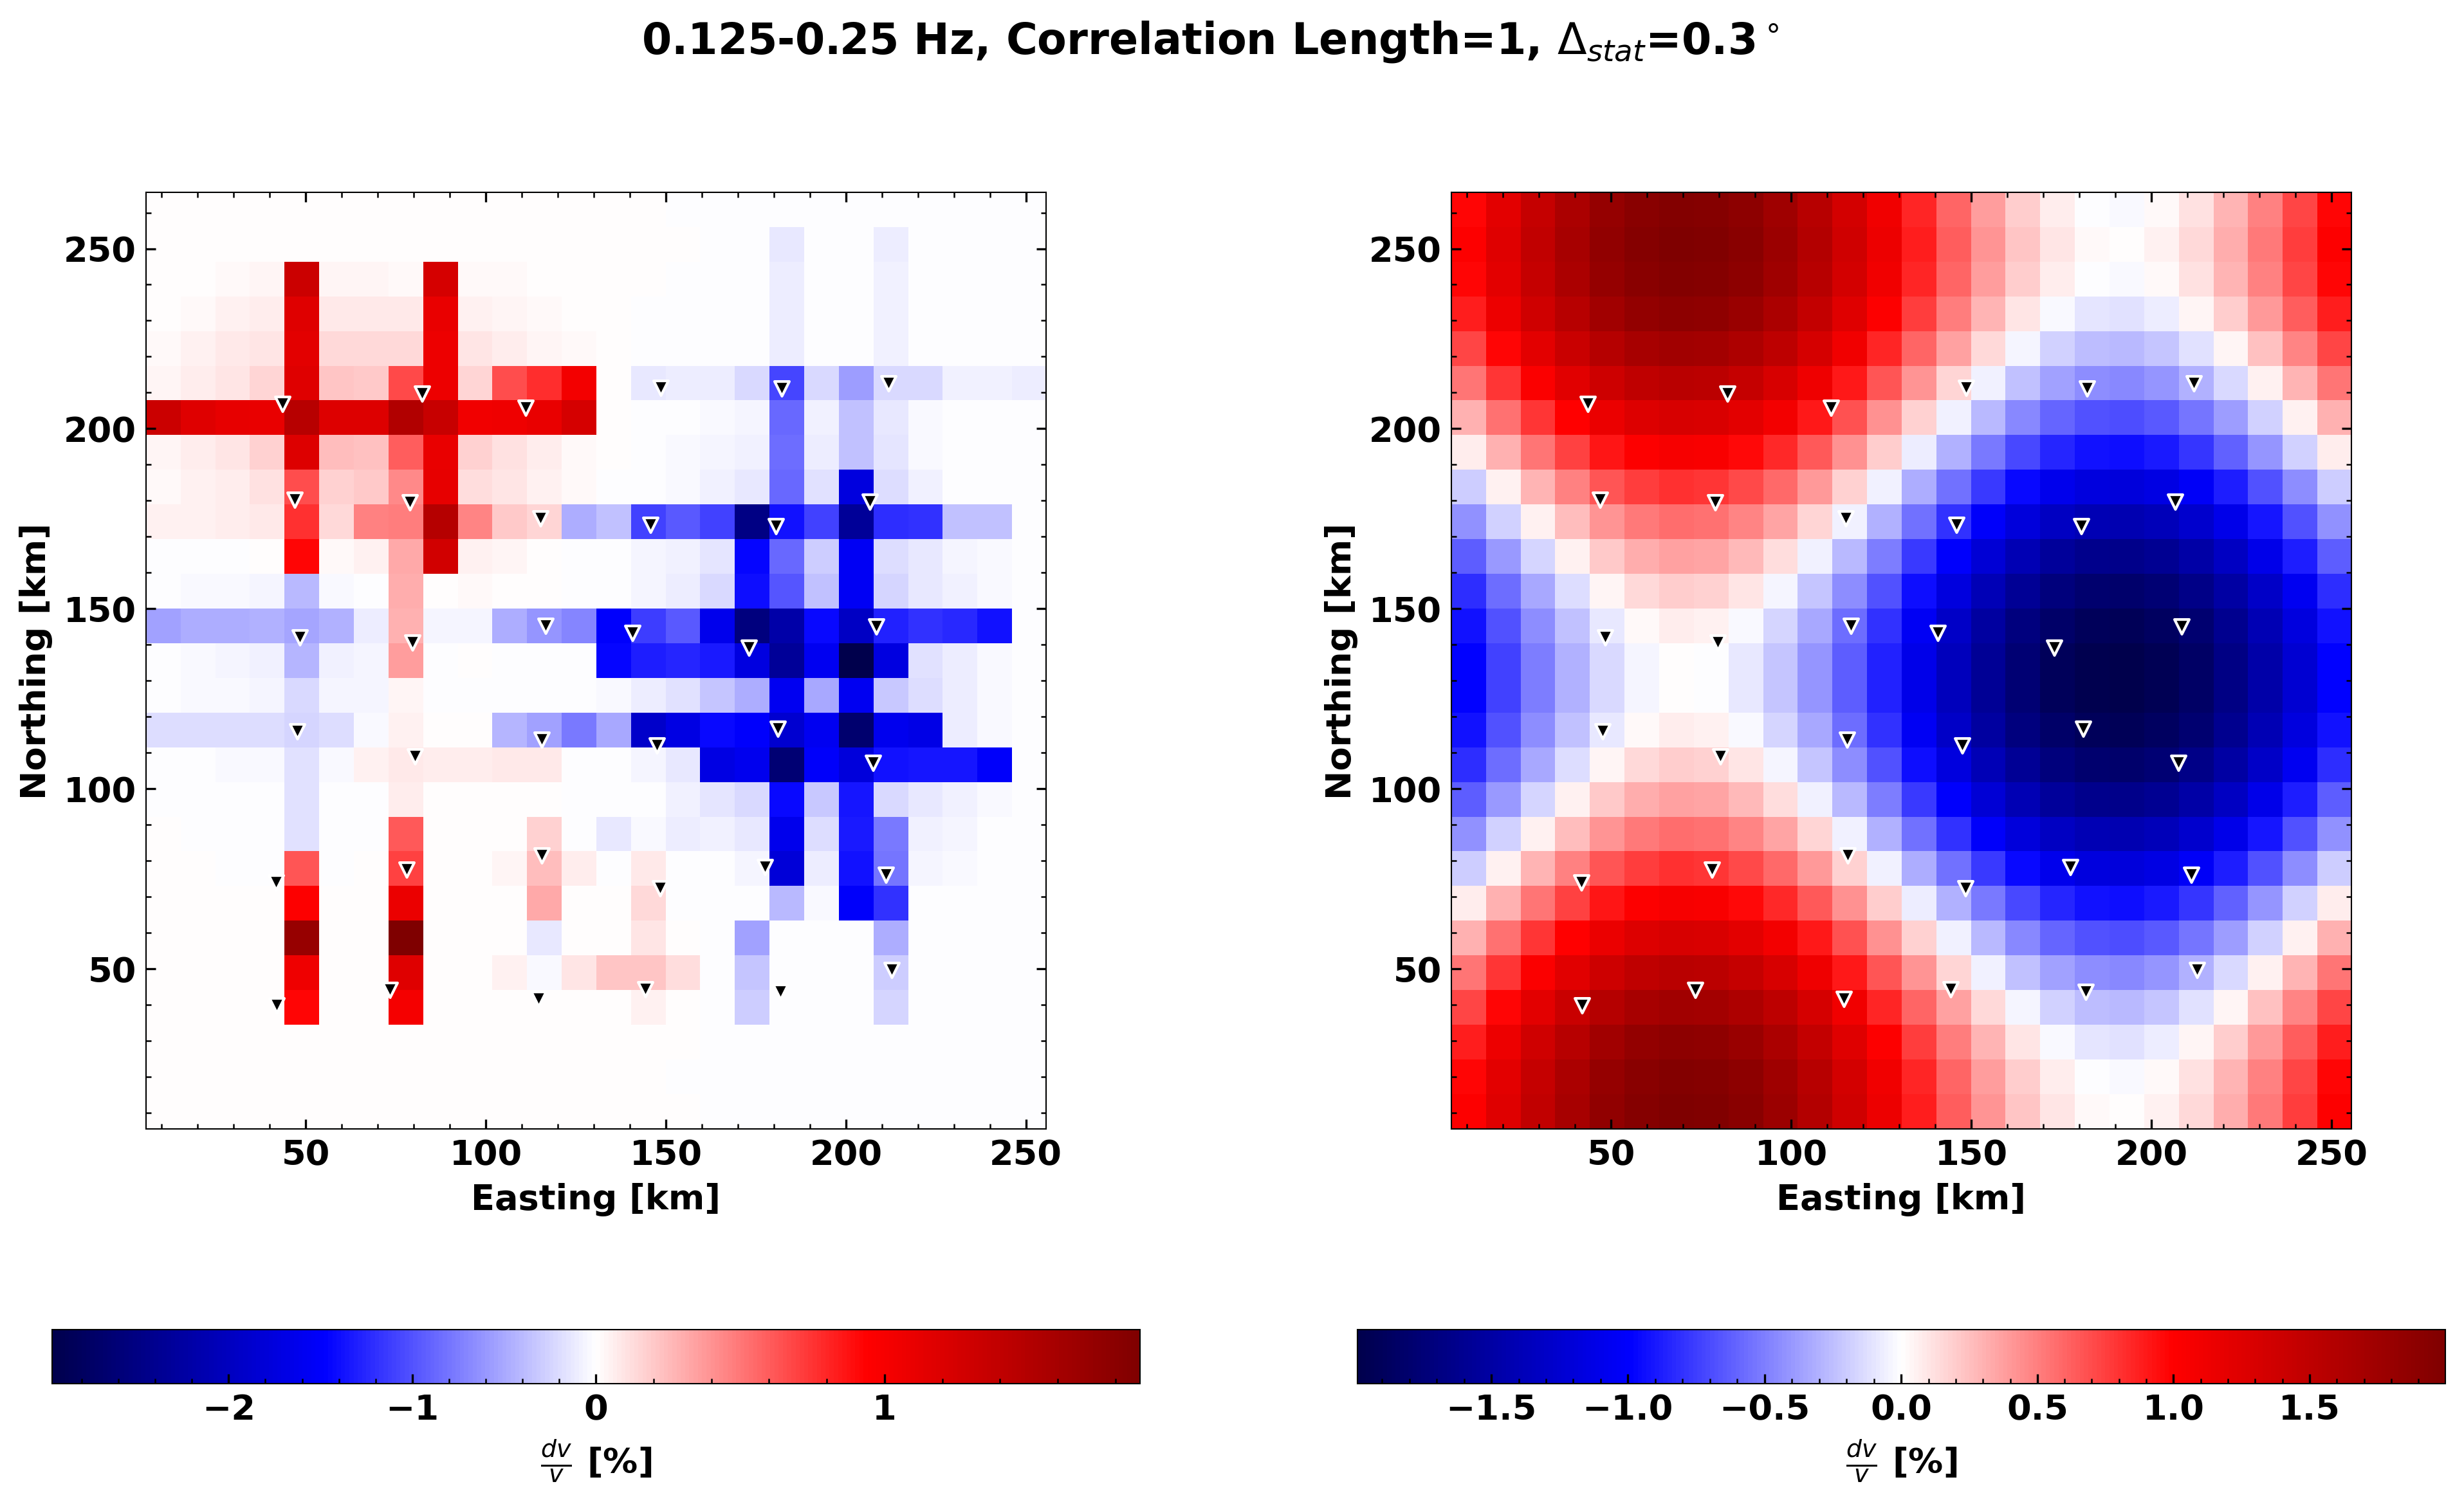 0.125-0.25 Hz, Correlation Length=1, Δstat=0.3°
250
200
150
100
50
Northing [km]
50 100 150 200 250
Easting [km]
−2 −1 0 1
dv/v [%]
250
200
150
100
50
Northing [km]
50 100 150 200 250
Easting [km]
−1.5 −1.0 −0.5 0.0 0.5 1.0 1.5
dv/v [%]